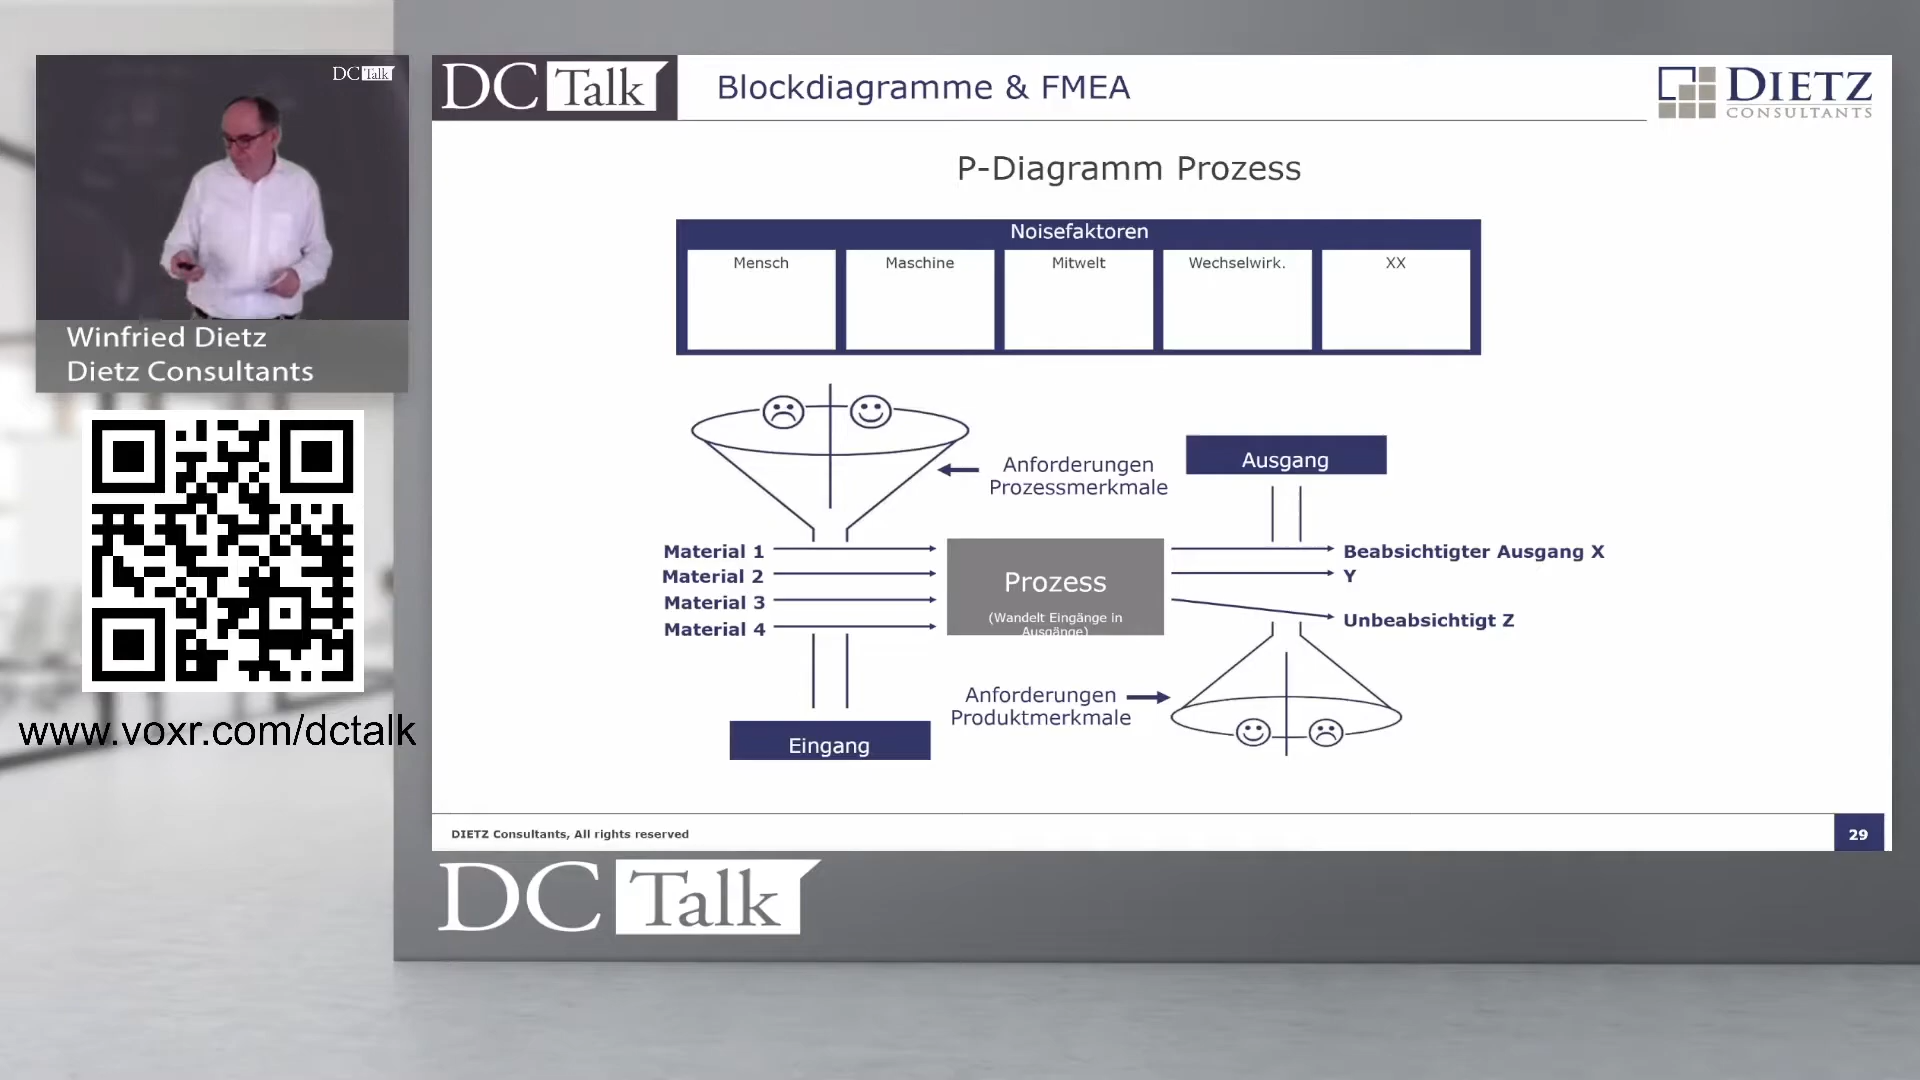 DC Talk
Winfried Dietz
Dietz Consultants
www.voxr.com/dctalk
DC Talk
Blockdiagramme & FMEA
DIETZ
CONSULTANTS
P-Diagramm Prozess
Noisefaktoren
Mensch
Maschine
Mitwelt
Wechselwirk.
XX
Anforderungen
Prozessmerkmale
Ausgang
Material 1
Material 2
Material 3
Material 4
Prozess
(Wandelt Eingänge in
Ausgänge)
Beabsichtigter Ausgang X
Y
Unbeabsichtigt Z
Anforderungen
Produktmerkmale
Eingang
DIETZ Consultants, All rights reserved
29
DC Talk